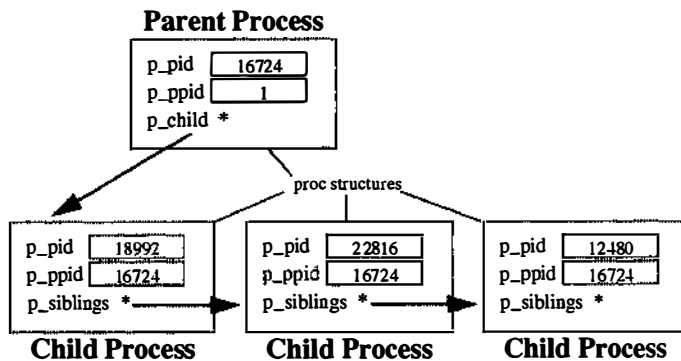 Parent Process
p_pid 16724
p_ppid 1
p_child *
proc structures
p_pid 18992
p_ppid 16724
p_siblings *
Child Process
p_pid 22816
p_ppid 16724
p_siblings *
Child Process
p_pid 12480
p_ppid 16724
p_siblings *
Child Process